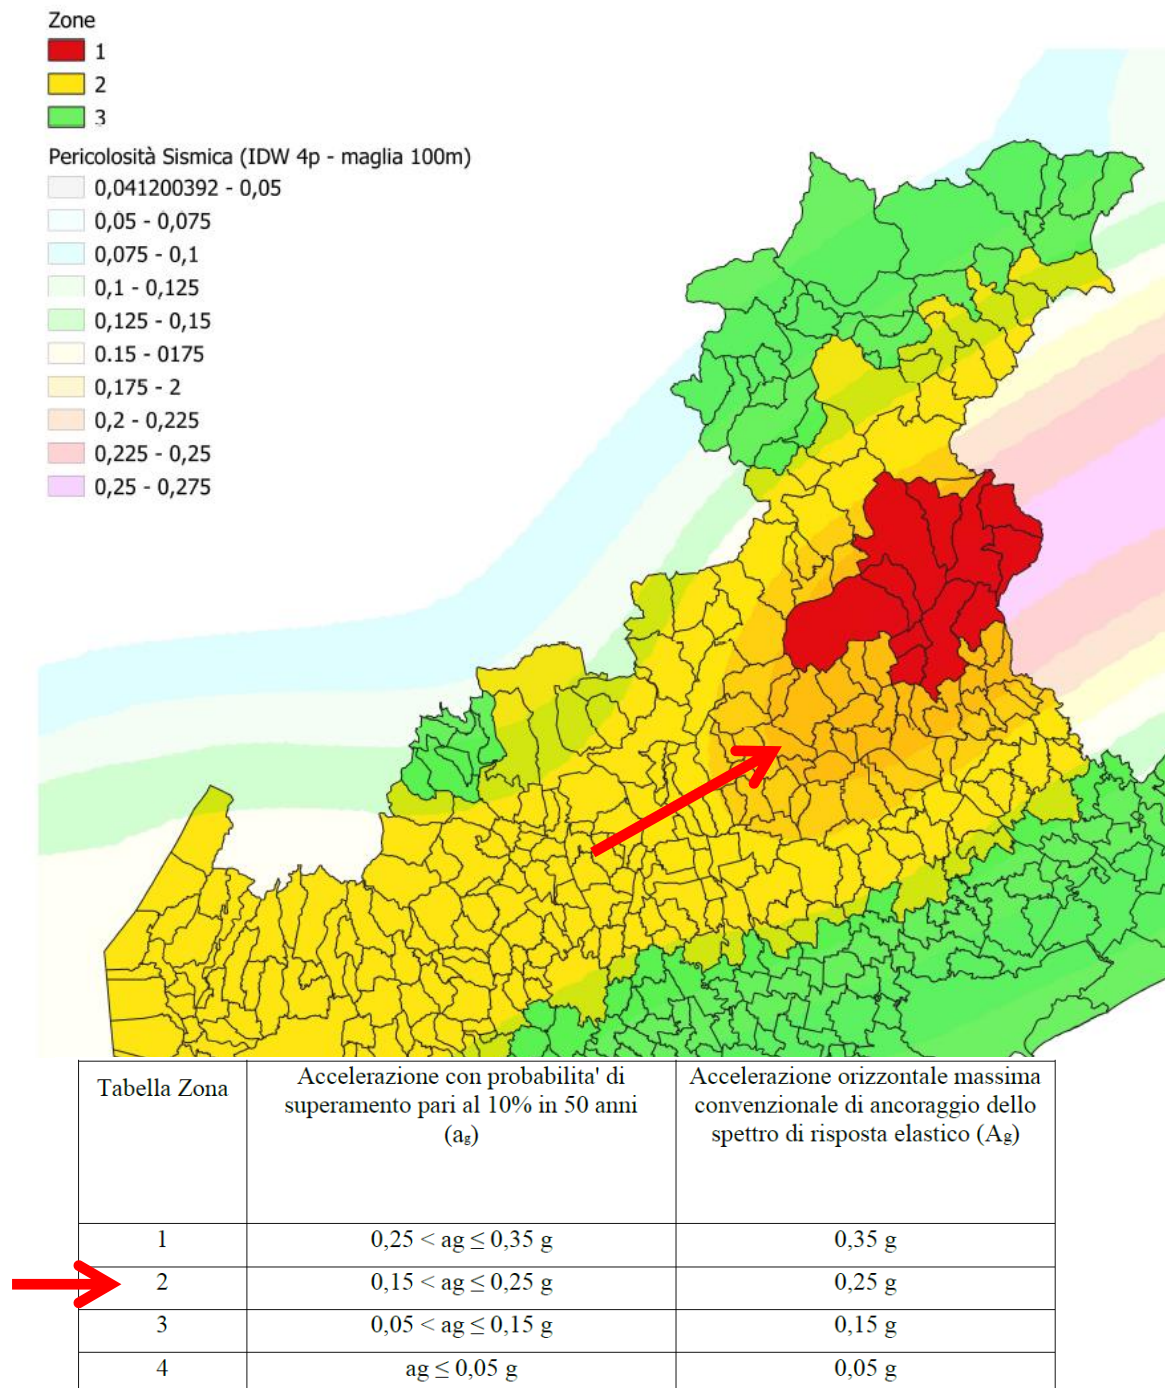 Zone
1
2
3
Pericolosità Sismica (IDW 4p - maglia 100m)
0,041200392 - 0,05
0,05 - 0,075
0,075 - 0,1
0,1 - 0,125
0,125 - 0,15
0.15 - 0175
0,175 - 2
0,2 - 0,225
0,225 - 0,25
0,25 - 0,275
Tabella Zona
Accelerazione con probabilita' di
superamento pari al 10% in 50 anni
(ag)
Accelerazione orizzontale massima
convenzionale di ancoraggio dello
spettro di risposta elastico (Ag)
1 0,25 < ag ≤ 0,35 g 0,35 g
2 0,15 < ag ≤ 0,25 g 0,25 g
3 0,05 < ag ≤ 0,15 g 0,15 g
4 ag ≤ 0,05 g 0,05 g